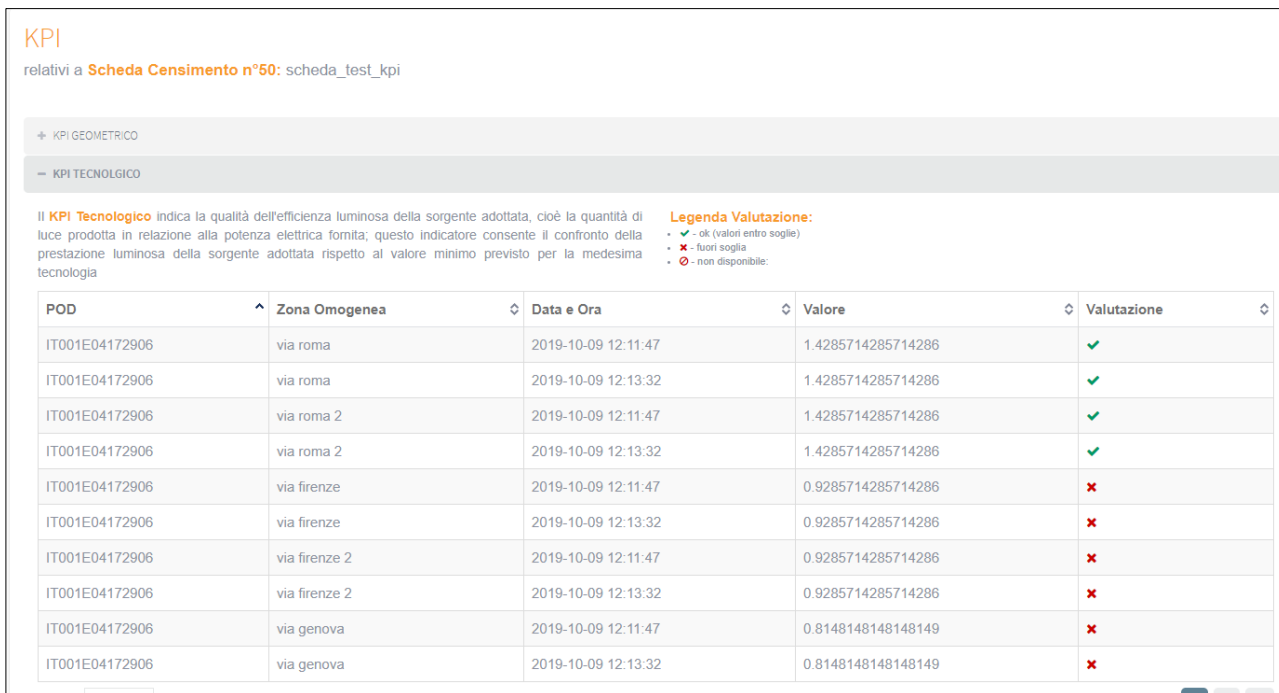 KPI
relativi a Scheda Censimento n°50: scheda_test_kpi
KPI GEOMETRICO
KPI TECNOLGICO
Il KPI Tecnologico indica la qualità dell'efficienza luminosa della sorgente adottata, cioè la quantità di
luce prodotta in relazione alla potenza elettrica fornita; questo indicatore consente il confronto della
prestazione luminosa della sorgente adottata rispetto al valore minimo previsto per la medesima
tecnologia
Legenda Valutazione:
- ok (valori entro soglie)
- fuori soglia
- non disponibile:
POD Zona Omogenea Data e Ora Valore Valutazione
IT001E04172906 via roma 2019-10-09 12:11:47 1.4285714285714286
IT001E04172906 via roma 2019-10-09 12:13:32 1.4285714285714286
IT001E04172906 via roma 2 2019-10-09 12:11:47 1.4285714285714286
IT001E04172906 via roma 2 2019-10-09 12:13:32 1.4285714285714286
IT001E04172906 via firenze 2019-10-09 12:11:47 0.9285714285714286
IT001E04172906 via firenze 2019-10-09 12:13:32 0.9285714285714286
IT001E04172906 via firenze 2 2019-10-09 12:11:47 0.9285714285714286
IT001E04172906 via firenze 2 2019-10-09 12:13:32 0.9285714285714286
IT001E04172906 via genova 2019-10-09 12:11:47 0.8148148148148149
IT001E04172906 via genova 2019-10-09 12:13:32 0.8148148148148149